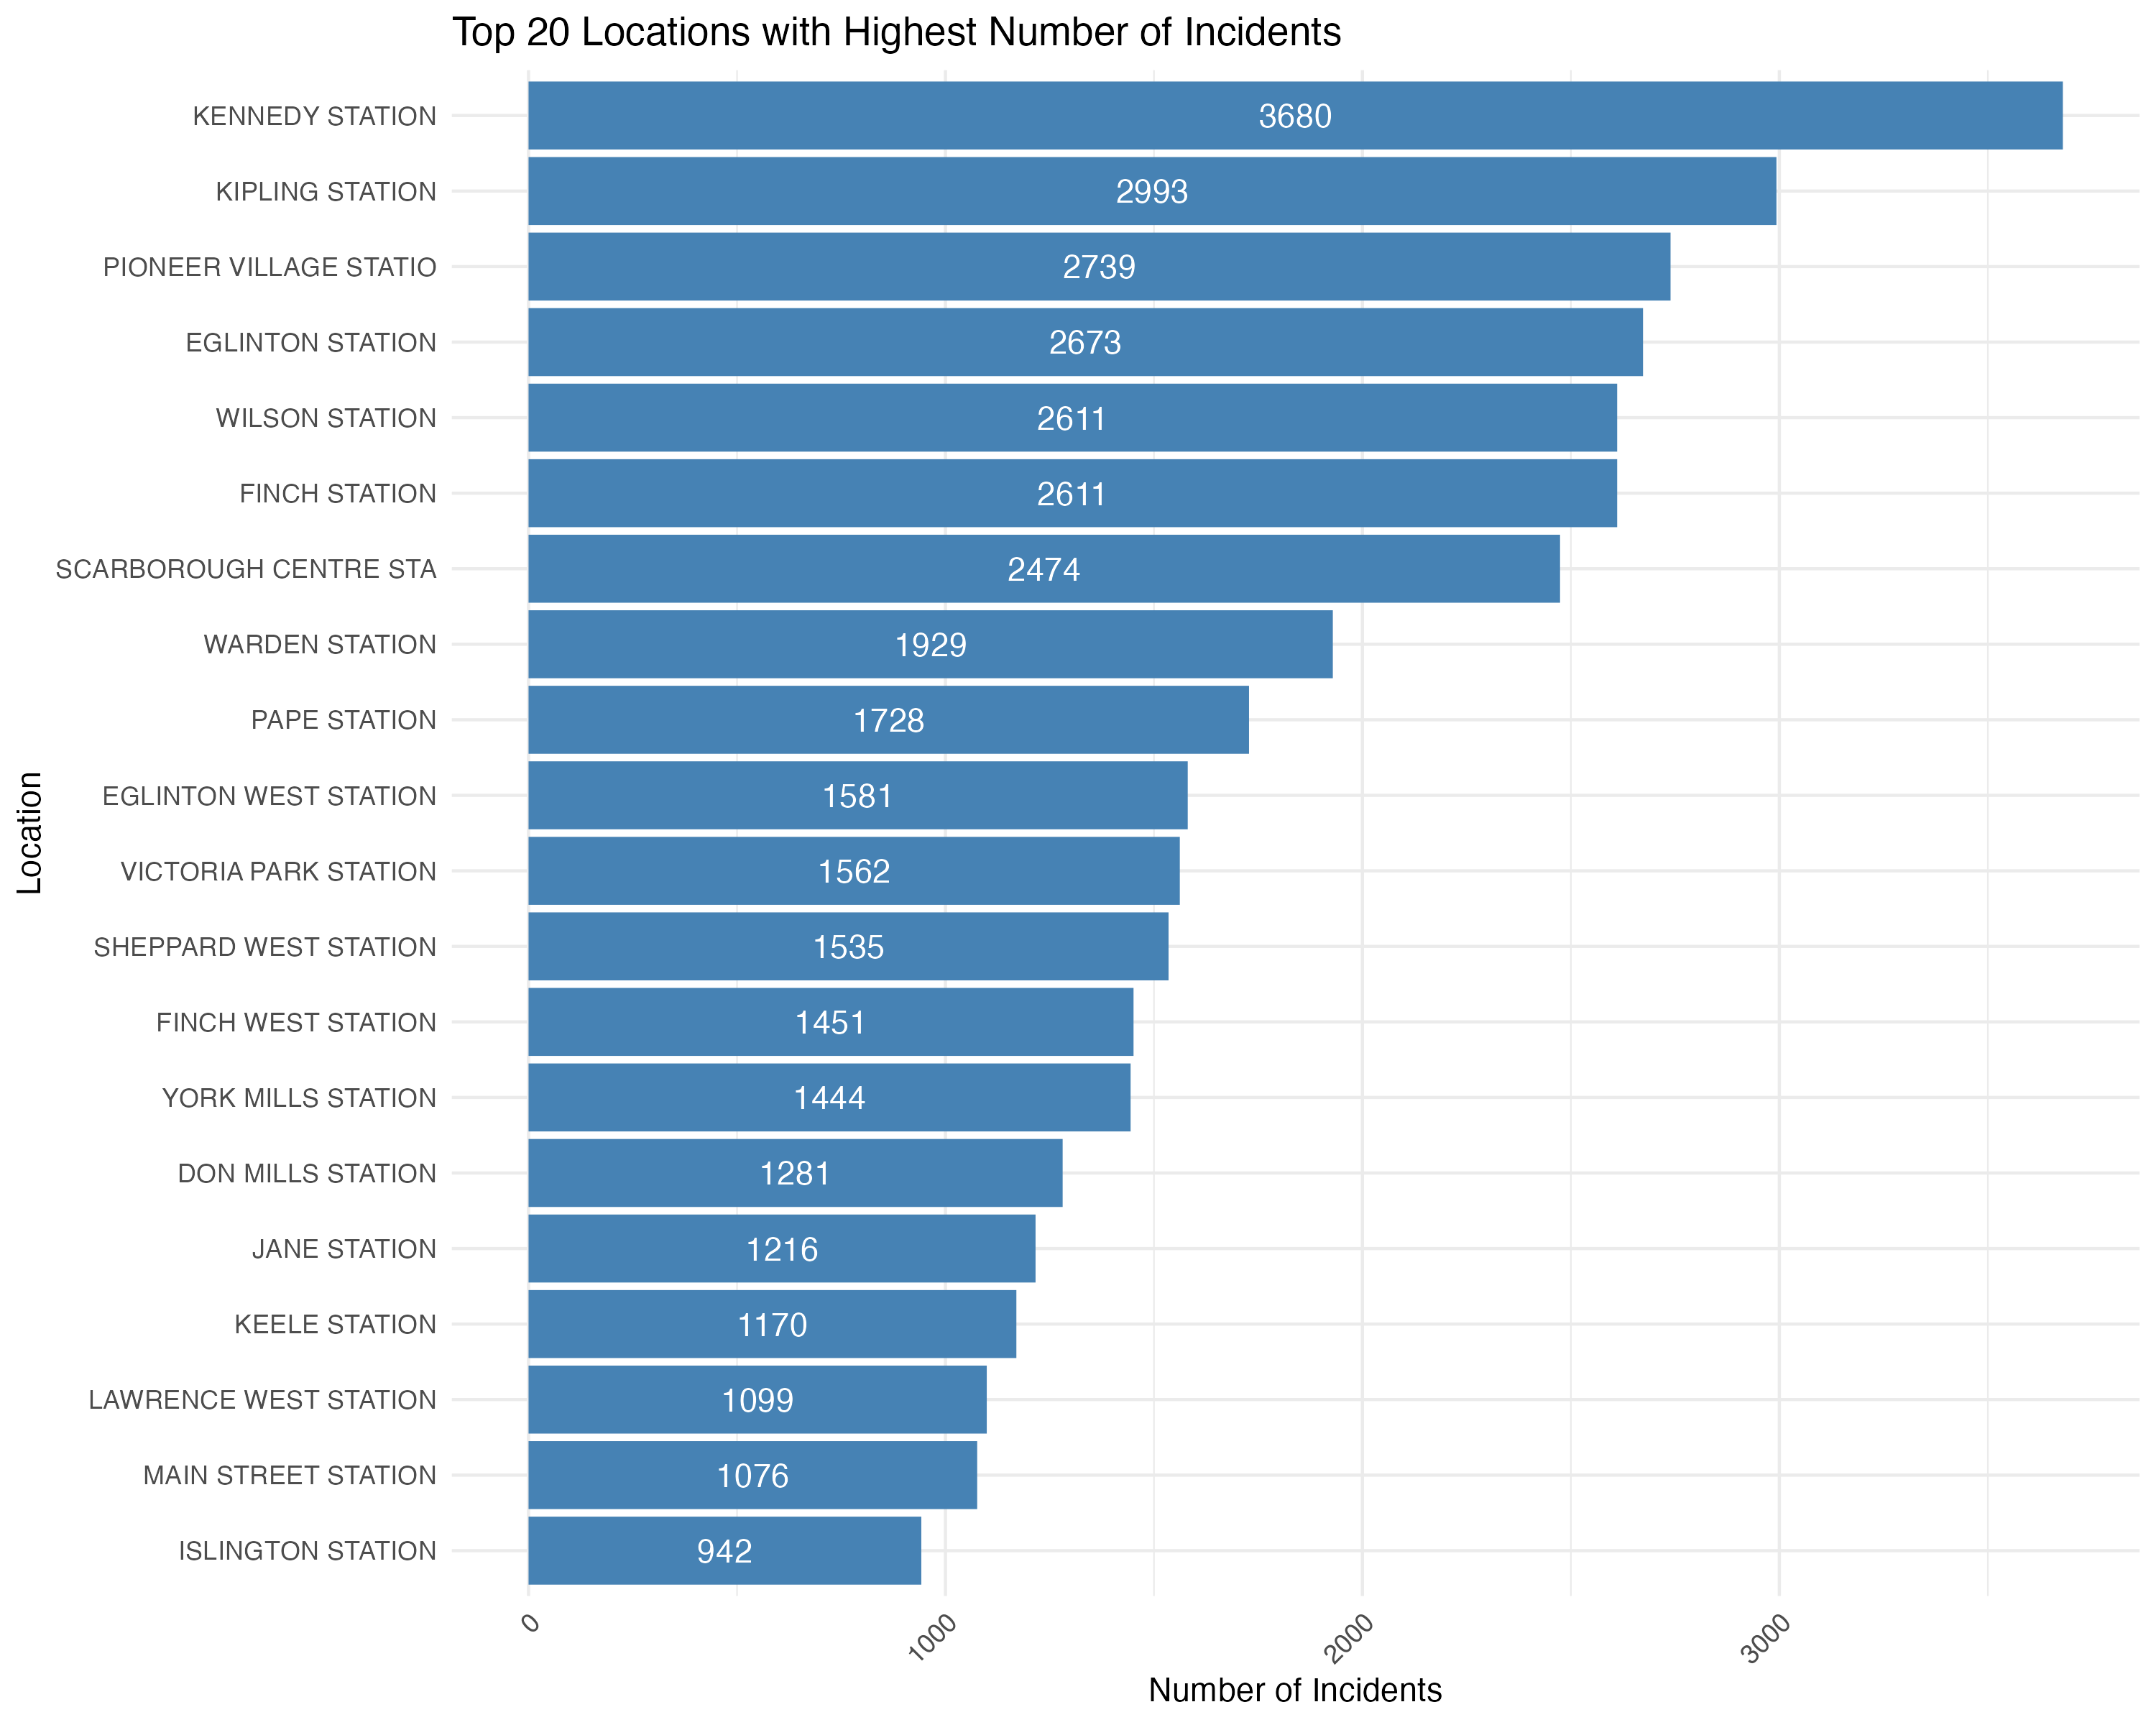 Top 20 Locations with Highest Number of Incidents
KENNEDY STATION 3680
KIPLING STATION 2993
PIONEER VILLAGE STATIO 2739
EGLINTON STATION 2673
WILSON STATION 2611
FINCH STATION 2611
SCARBOROUGH CENTRE STA 2474
WARDEN STATION 1929
PAPE STATION 1728
EGLINTON WEST STATION 1581
VICTORIA PARK STATION 1562
SHEPPARD WEST STATION 1535
FINCH WEST STATION 1451
YORK MILLS STATION 1444
DON MILLS STATION 1281
JANE STATION 1216
KEELE STATION 1170
LAWRENCE WEST STATION 1099
MAIN STREET STATION 1076
ISLINGTON STATION 942
Location
0 1000 2000 3000
Number of Incidents